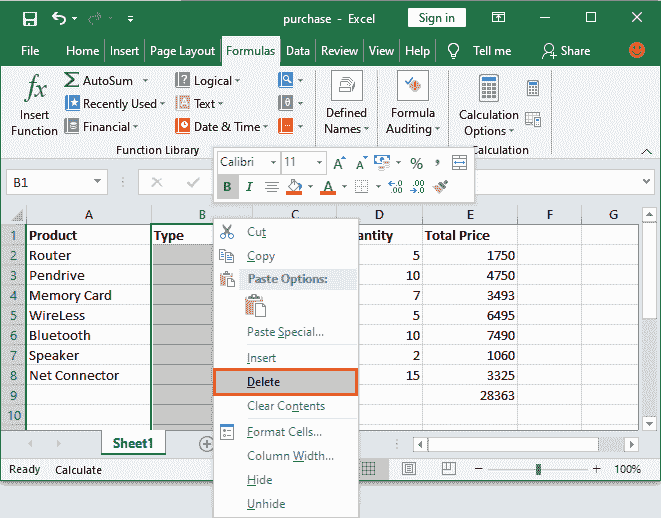 purchase - Excel Sign in
File Home Insert Page Layout Formulas Data Review View Help Tell me Share
fx Σ AutoSum Logical
Recently Used Text
Financial Date & Time
Insert Function
Defined Names
Formula Auditing
Calculation Options
Function Library Calculation
Calibri 11 A A % ,
B I A .00 .00
B1
A B C D E F G
1 Product Type antity Total Price
2 Router 5 1750
3 Pendrive 10 4750
4 Memory Card 7 3493
5 WireLess 5 6495
6 Bluetooth 10 7490
7 Speaker 2 1060
8 Net Connector 15 3325
9 28363
10
Cut
Copy
Paste Options:
Paste Special...
Insert
Delete
Clear Contents
Format Cells...
Column Width...
Hide
Unhide
Sheet1
Ready Calculate 100%